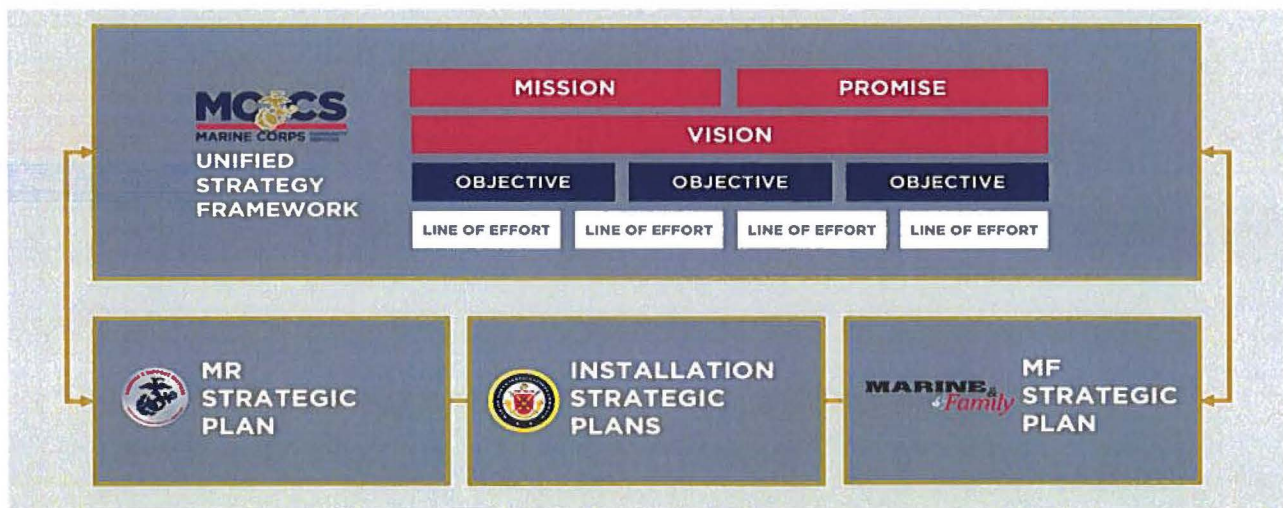 MCCS
MARINE CORPS
UNIFIED
STRATEGY
FRAMEWORK
MISSION
PROMISE
VISION
OBJECTIVE
OBJECTIVE
OBJECTIVE
LINE OF EFFORT
LINE OF EFFORT
LINE OF EFFORT
LINE OF EFFORT
MR
STRATEGIC
PLAN
INSTALLATION
STRATEGIC
PLANS
MARINE &
Family
MF
STRATEGIC
PLAN